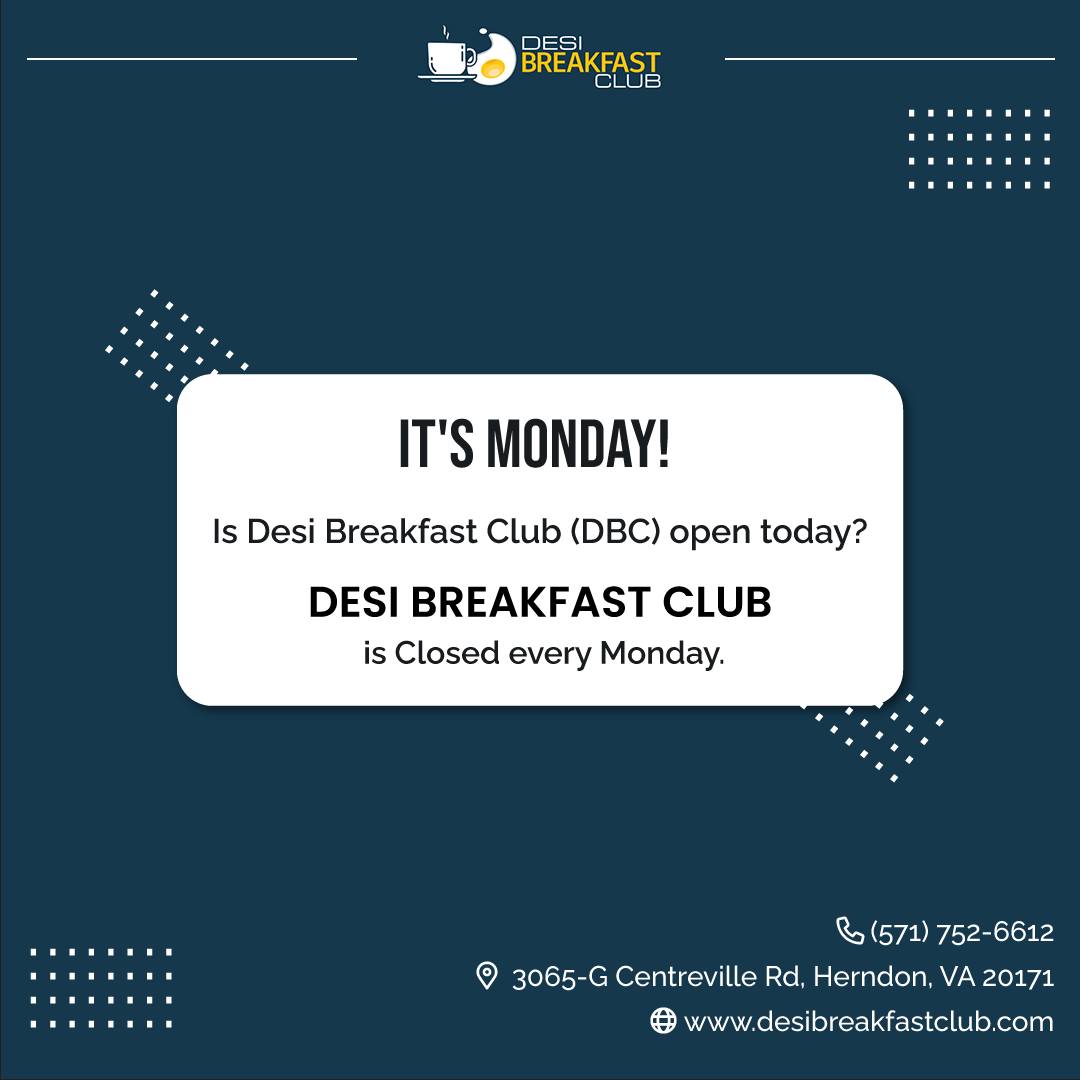 DESI
BREAKFAST
CLUB
IT'S MONDAY!
Is Desi Breakfast Club (DBC) open today?
DESI BREAKFAST CLUB
is Closed every Monday.
(571) 752-6612
3065-G Centreville Rd, Herndon, VA 20171
www.desibreakfastclub.com